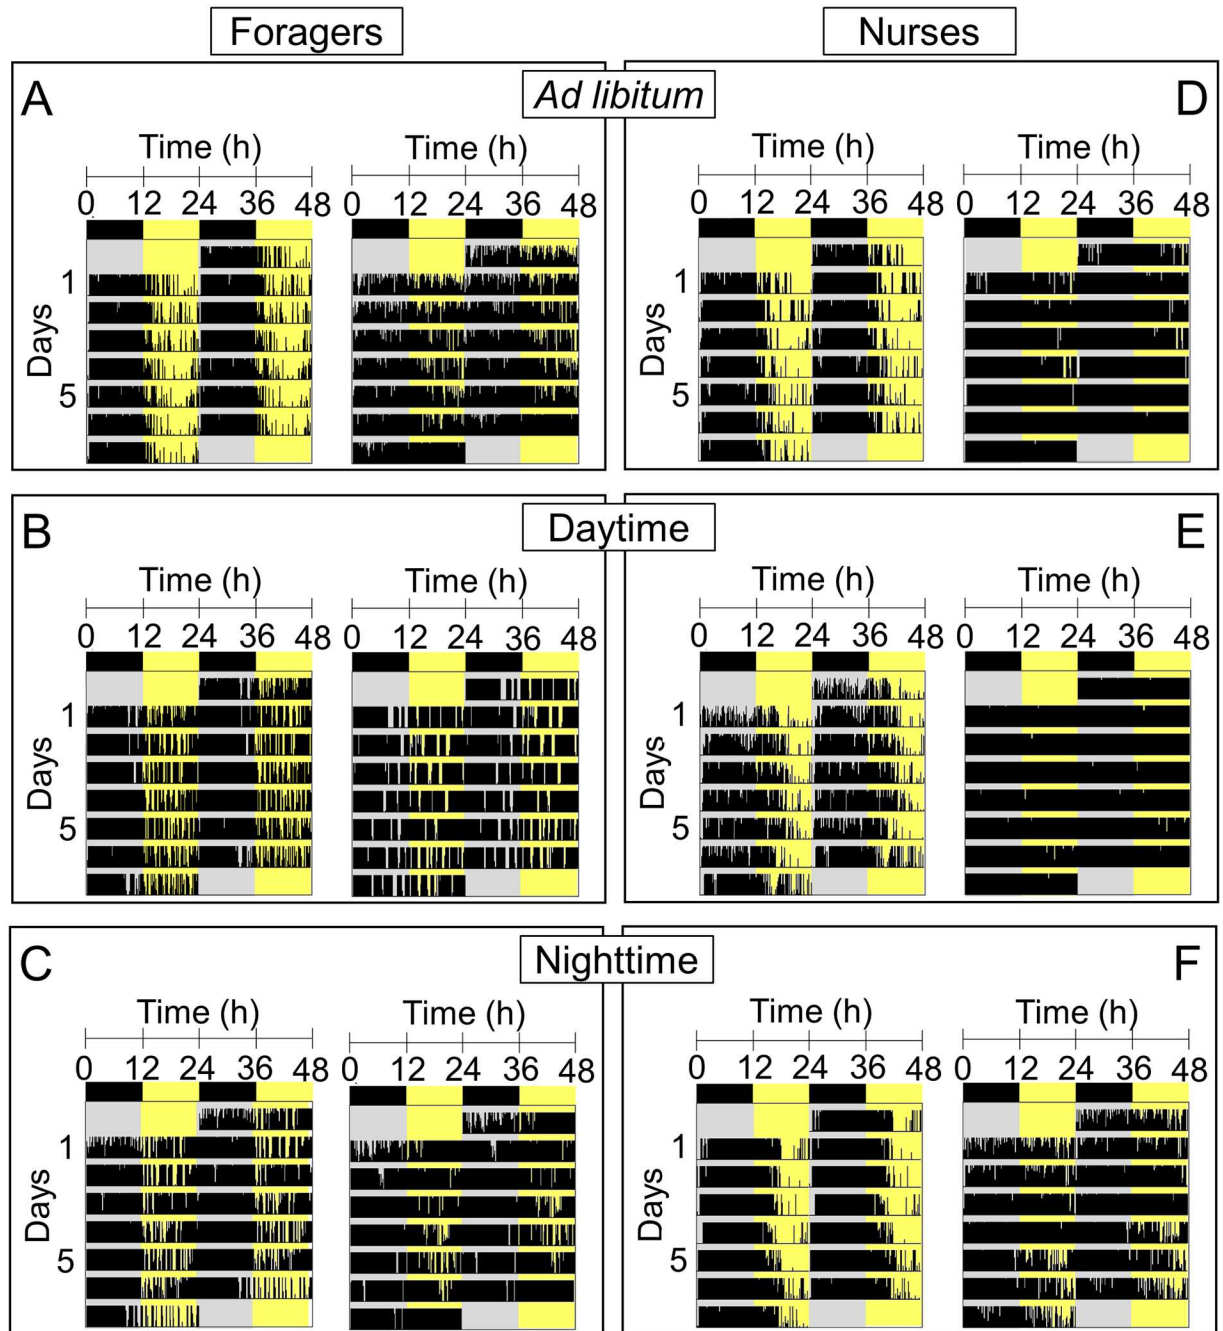 Foragers Nurses
Ad libitum
A D
Time (h) Time (h) Time (h) Time (h)
0 12 24 36 48 0 12 24 36 48 0 12 24 36 48 0 12 24 36 48
1 1
Days Days
5 5
Daytime
B E
Time (h) Time (h) Time (h) Time (h)
0 12 24 36 48 0 12 24 36 48 0 12 24 36 48 0 12 24 36 48
1 1
Days Days
5 5
Nighttime
C F
Time (h) Time (h) Time (h) Time (h)
0 12 24 36 48 0 12 24 36 48 0 12 24 36 48 0 12 24 36 48
1 1
Days Days
5 5